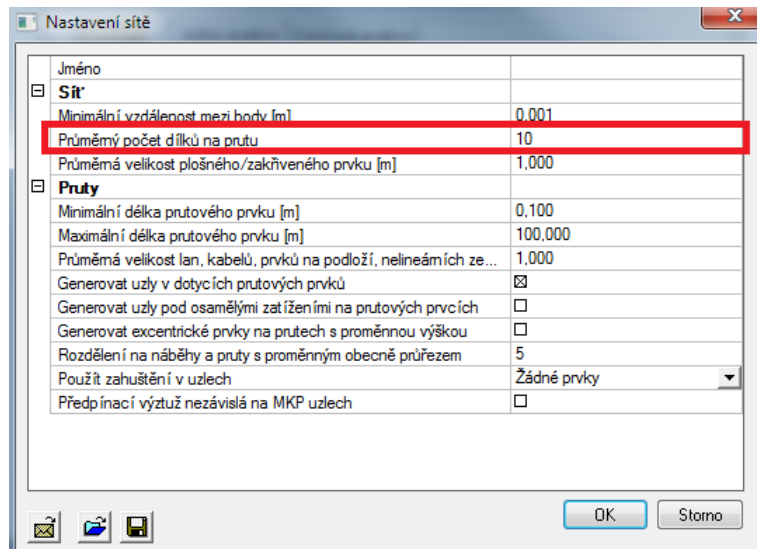 Nastavení sítě
Jméno
Síť
Minimální vzdálenost mezi body [m] 0,001
Průměrný počet dílků na prutu 10
Průměrná velikost plošného/zakřiveného prvku [m] 1,000
Pruty
Minimální délka prutového prvku [m] 0,100
Maximální délka prutového prvku [m] 100,000
Průměrná velikost lan, kabelů, prvků na podloží, nelineárních ze... 1,000
Generovat uzly v dotycích prutových prvků
Generovat uzly pod osamělými zatíženími na prutových prvcích
Generovat excentrické prvky na prutech s proměnnou výškou
Rozdělení na náběhy a pruty s proměnným obecně průřezem 5
Použít zahuštění v uzlech Žádné prvky
Předpínací výztuž nezávislá na MKP uzlech
OK Storno